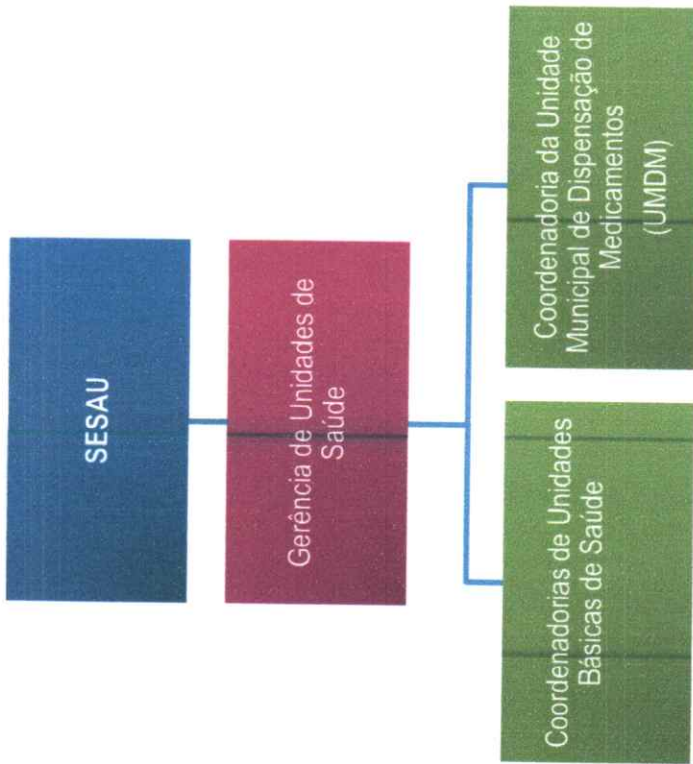 SESAU
Gerência de Unidades de
Saúde
Coordenadorias de Unidades
Básicas de Saúde
Coordenadoria da Unidade
Municipal de Dispensação de
Medicamentos
(UMDM)